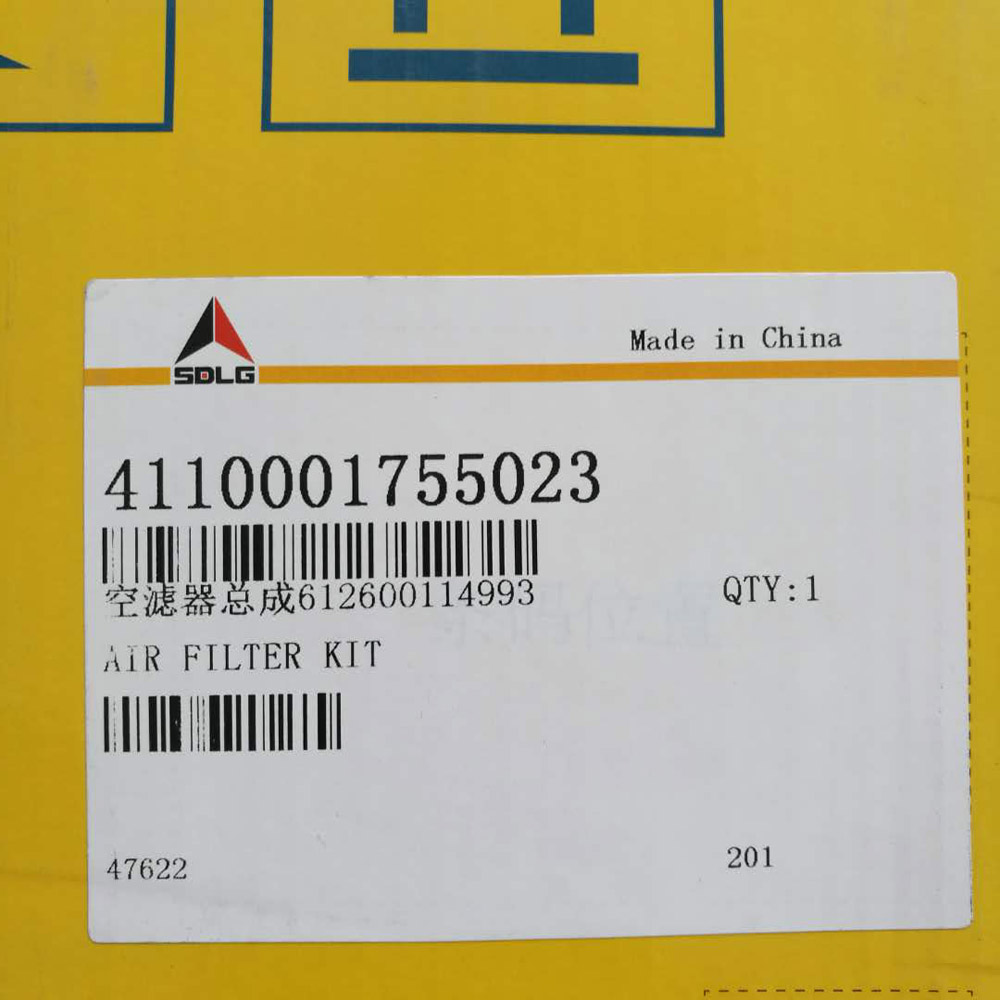 Made in China
SDLG
4110001755023
空滤器总成612600114993
QTY:1
AIR FILTER KIT
47622
201